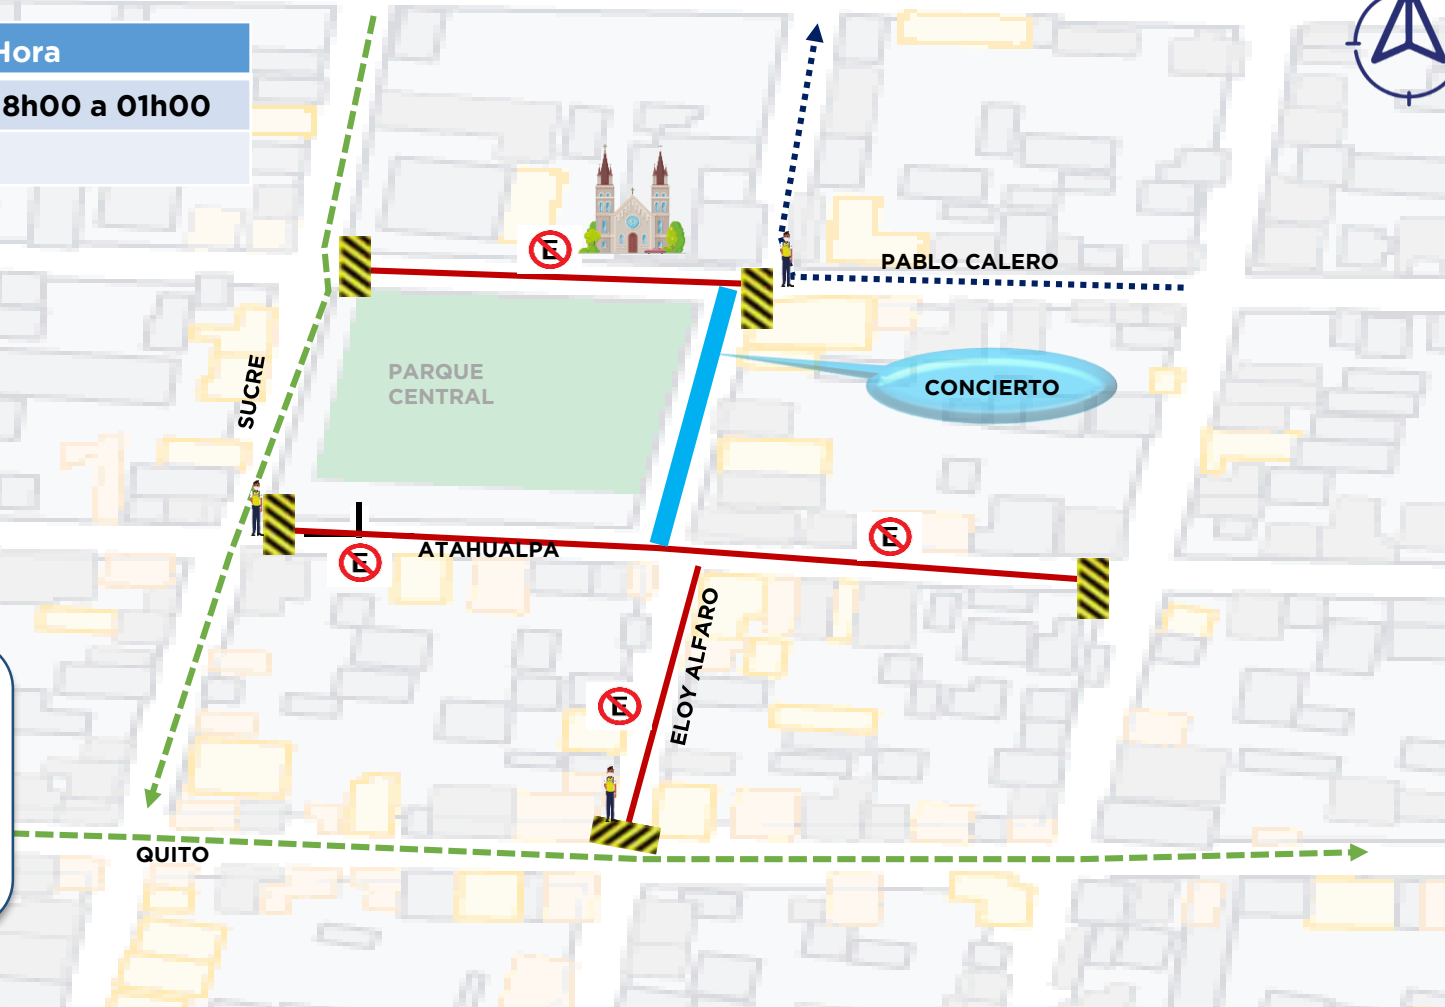 Hora
8h00 a 01h00
PABLO CALERO
E
PARQUE
CENTRAL
CONCIERTO
SUCRE
E
ATAHUALPA
E
ELOY ALFARO
E
QUITO